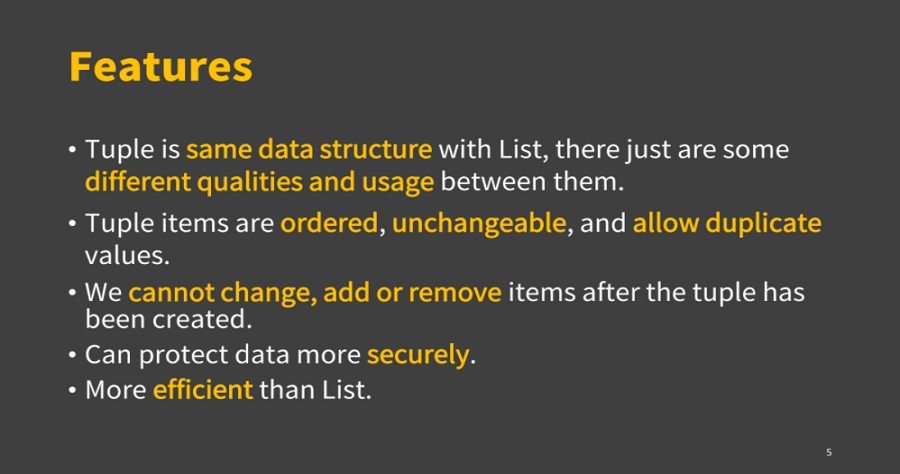 Features
• Tuple is same data structure with List, there just are some
different qualities and usage between them.
• Tuple items are ordered, unchangeable, and allow duplicate
values.
• We cannot change, add or remove items after the tuple has
been created.
• Can protect data more securely.
• More efficient than List.
5